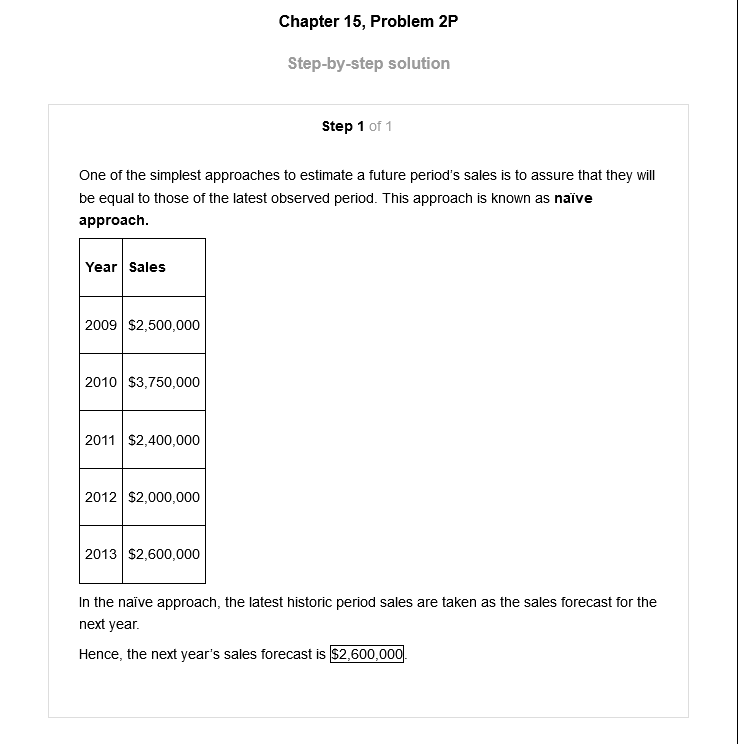 Chapter 15, Problem 2P
Step-by-step solution
Step 1 of 1
One of the simplest approaches to estimate a future period's sales is to assure that they will
be equal to those of the latest observed period. This approach is known as naïve
approach.
Year Sales
2009 $2,500,000
2010 $3,750,000
2011 $2,400,000
2012 $2,000,000
2013 $2,600,000
In the naïve approach, the latest historic period sales are taken as the sales forecast for the
next year.
Hence, the next year's sales forecast is $2,600,000.